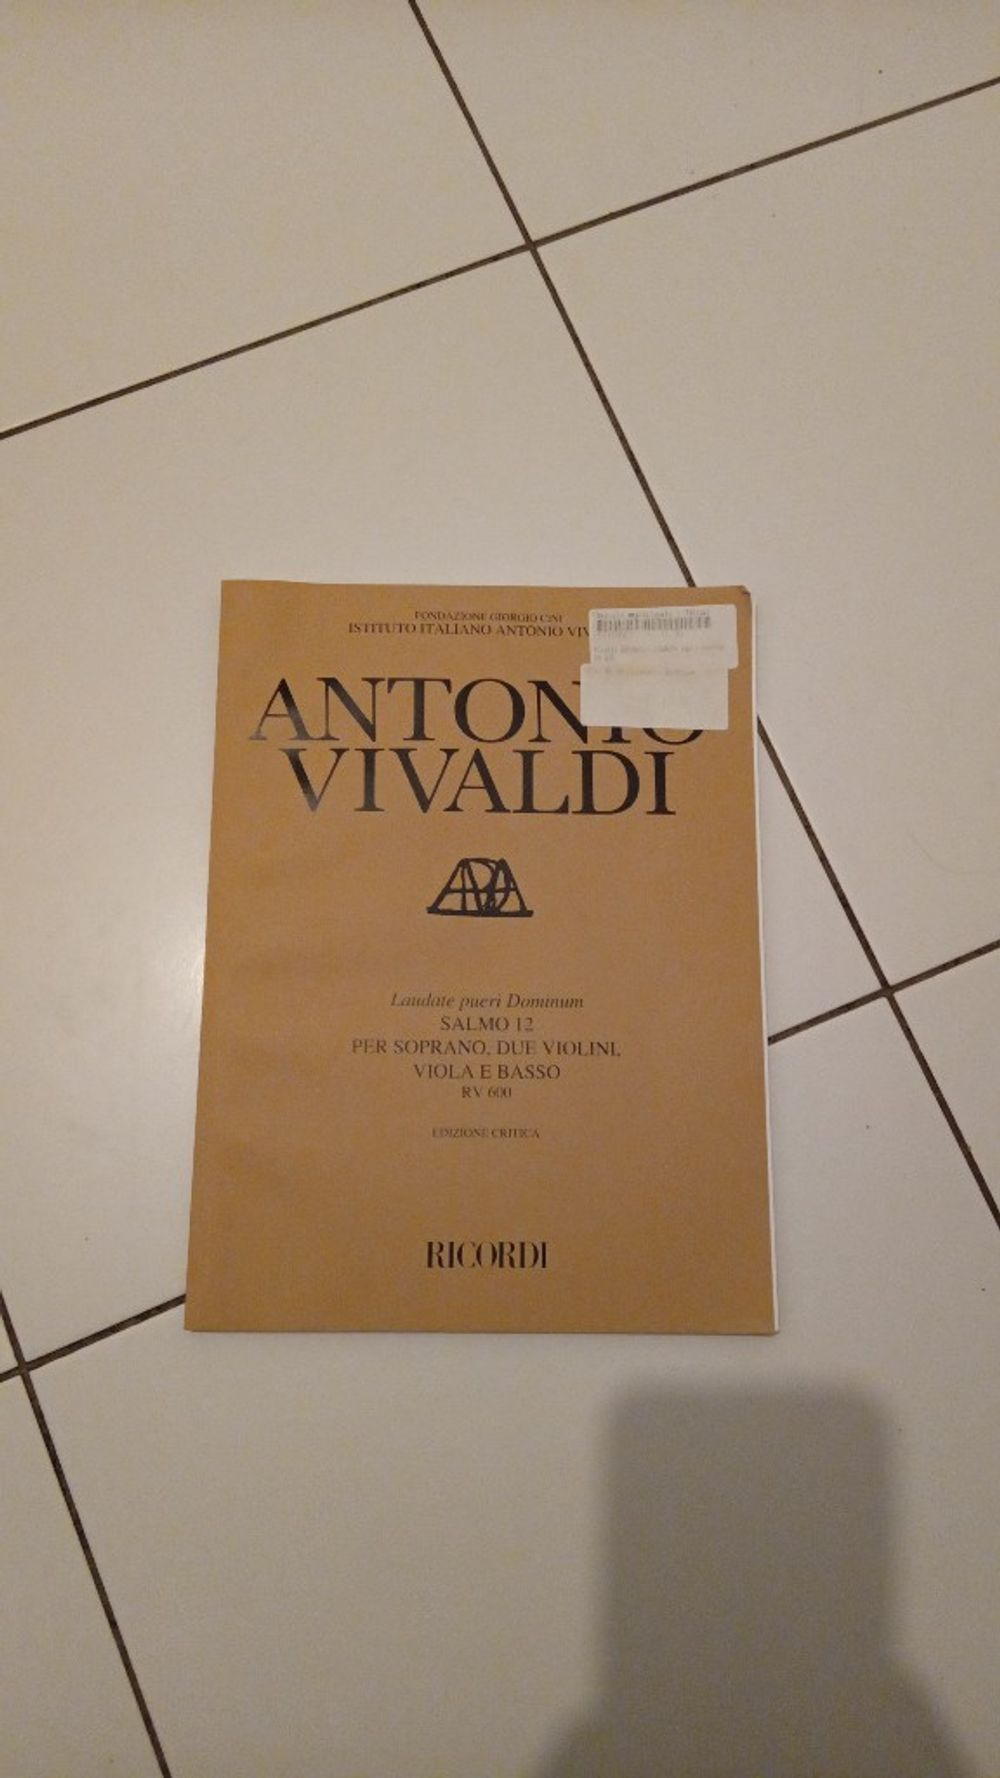 FONDAZIONE GIORGIO CINI
ISTITUTO ITALIANO ANTONIO VIV
ANTONIO
VIVALDI
Laudate pueri Dominum
SALMO 12
PER SOPRANO, DUE VIOLINI,
VIOLA E BASSO
RV 600
EDIZIONE CRITICA
RICORDI